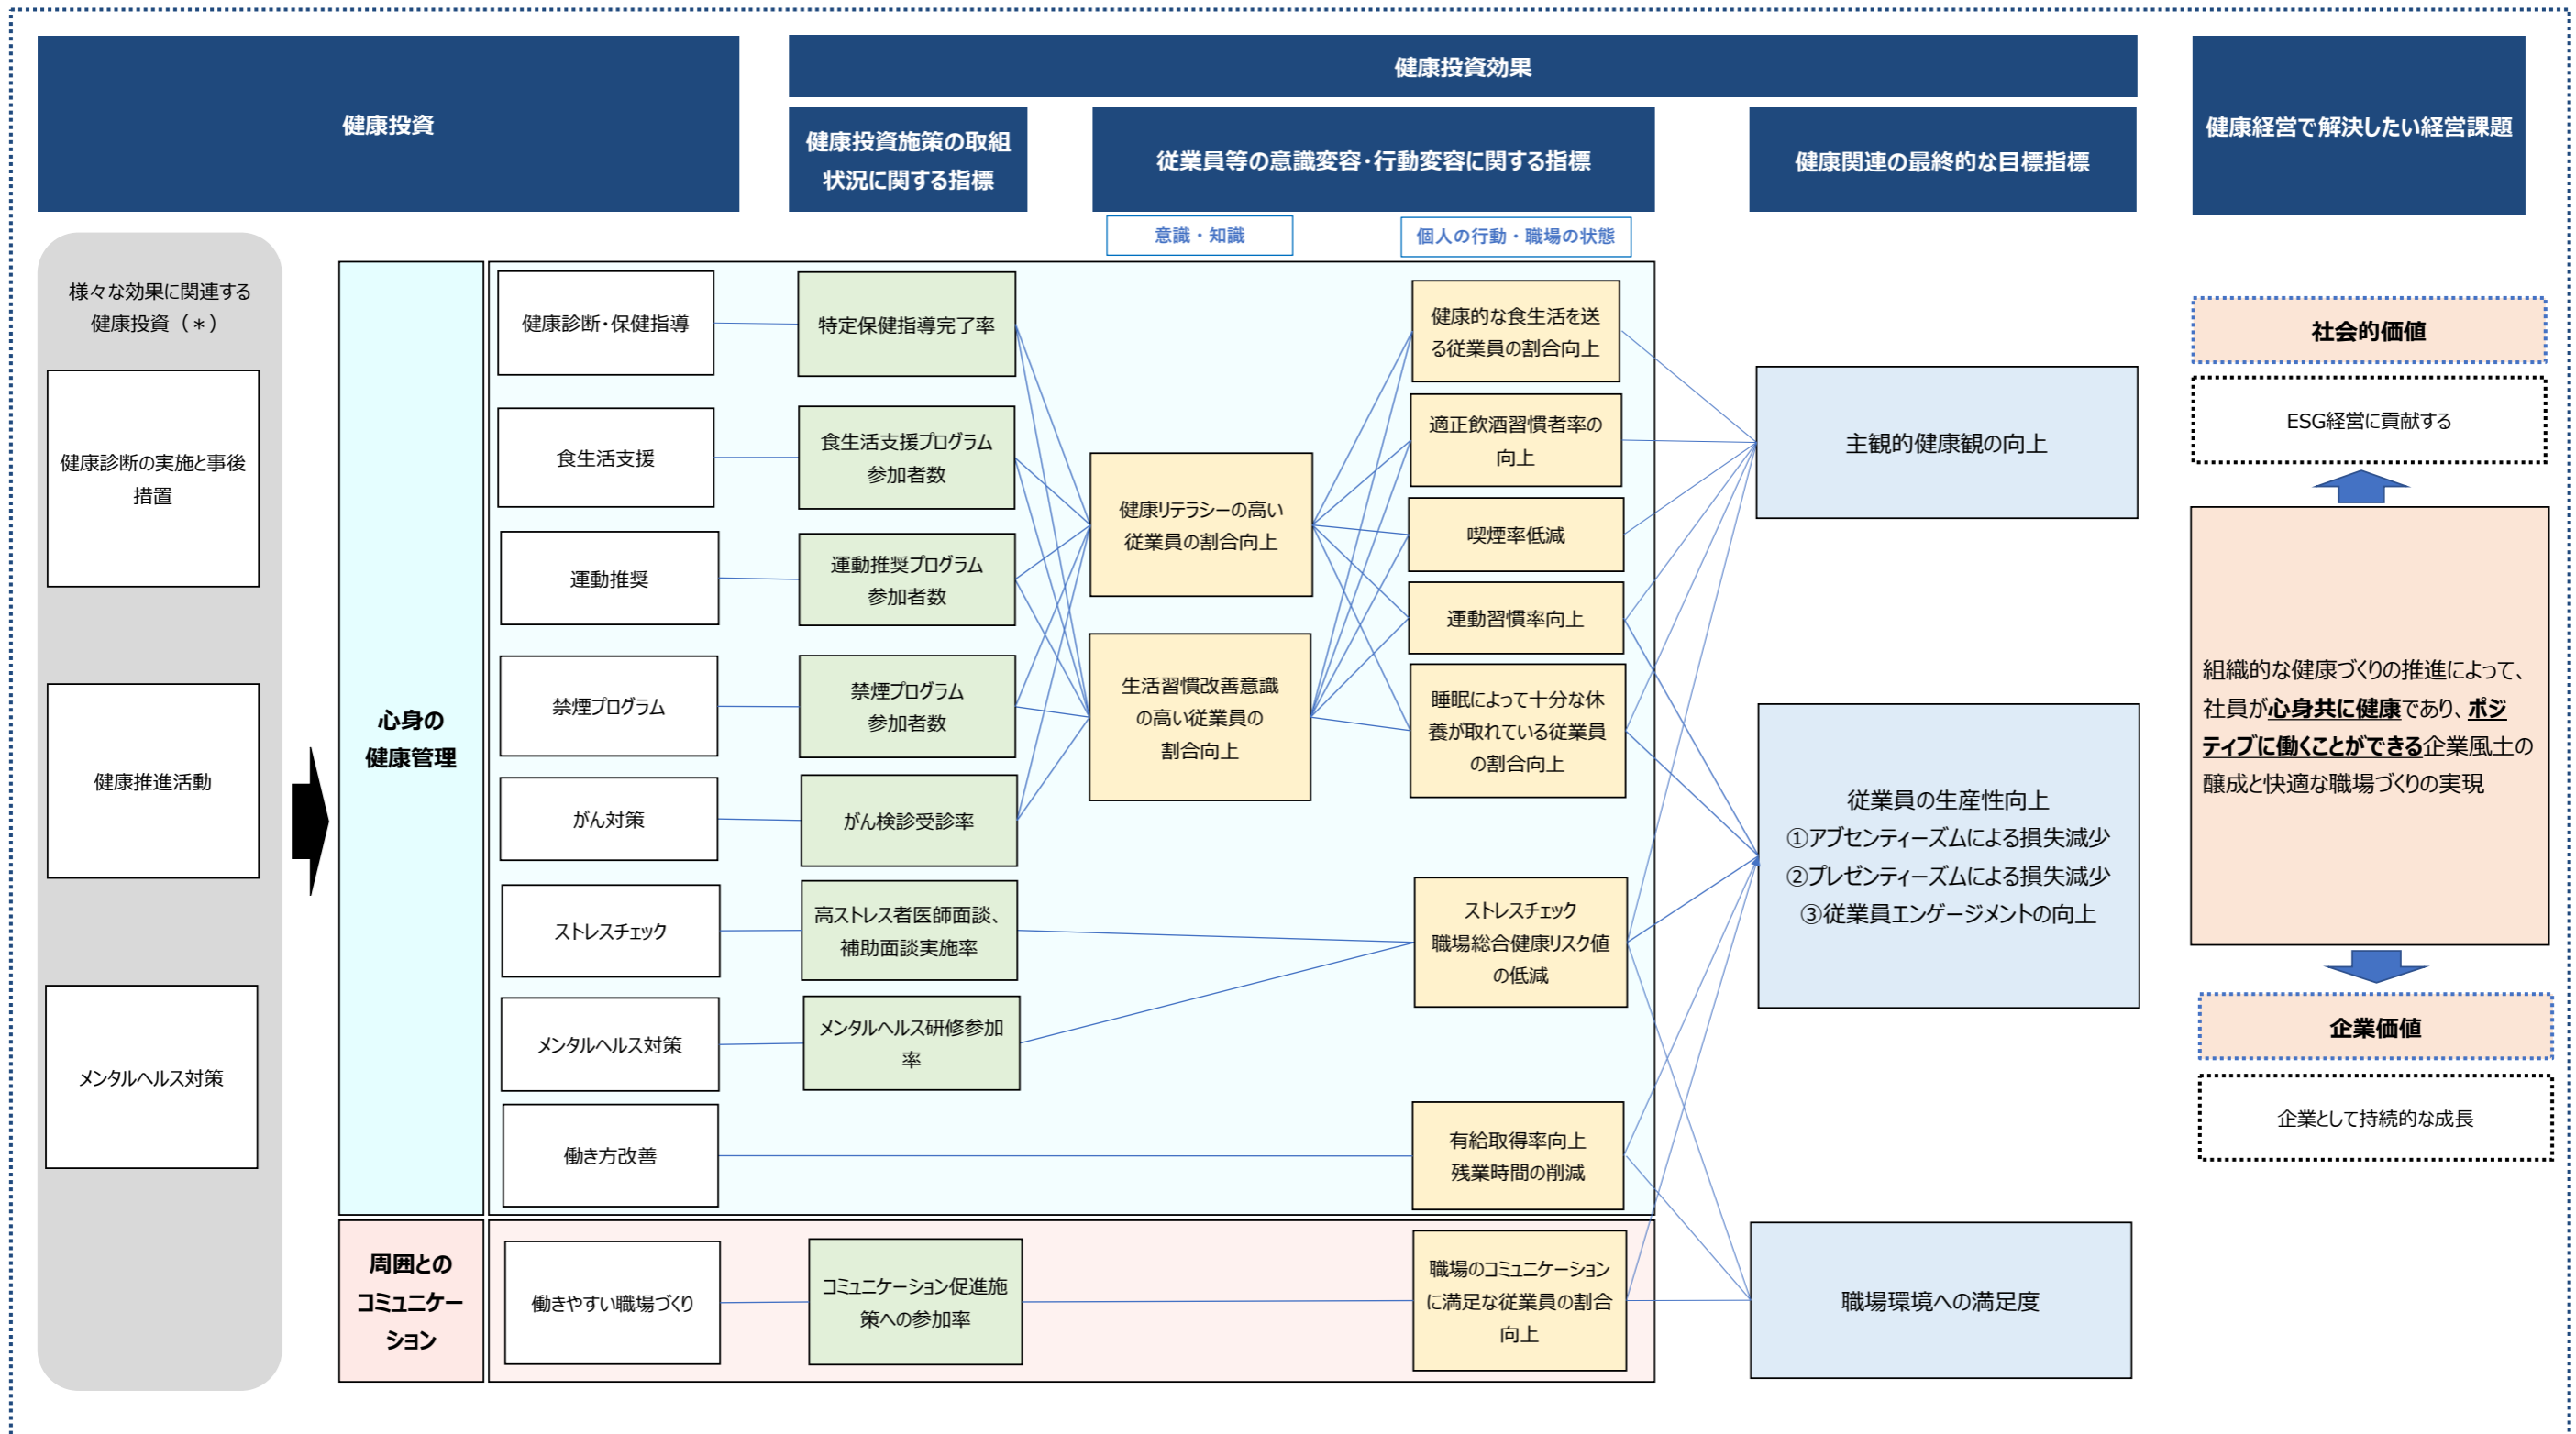 健康投資
健康投資効果
健康投資施策の取組
状況に関する指標
従業員等の意識変容・行動変容に関する指標
健康関連の最終的な目標指標
健康経営で解決したい経営課題
意識・知識
個人の行動・職場の状態
様々な効果に関連する
健康投資（＊）
健康診断の実施と事後
措置
健康推進活動
メンタルヘルス対策
心身の
健康管理
健康診断・保健指導
食生活支援
運動推奨
禁煙プログラム
がん対策
ストレスチェック
メンタルヘルス対策
働き方改善
特定保健指導完了率
食生活支援プログラム
参加者数
運動推奨プログラム
参加者数
禁煙プログラム
参加者数
がん検診受診率
高ストレス者医師面談、
補助面談実施率
メンタルヘルス研修参加
率
健康リテラシーの高い
従業員の割合向上
生活習慣改善意識
の高い従業員の
割合向上
健康的な食生活を送
る従業員の割合向上
適正飲酒習慣者率の
向上
喫煙率低減
運動習慣率向上
睡眠によって十分な休
養が取れている従業員
の割合向上
ストレスチェック
職場総合健康リスク値
の低減
有給取得率向上
残業時間の削減
周囲との
コミュニケー
ション
働きやすい職場づくり
コミュニケーション促進施
策への参加率
職場のコミュニケーション
に満足な従業員の割合
向上
主観的健康観の向上
従業員の生産性向上
①アブセンティーズムによる損失減少
②プレゼンティーズムによる損失減少
③従業員エンゲージメントの向上
職場環境への満足度
社会的価値
ESG経営に貢献する
組織的な健康づくりの推進によって、
社員が心身共に健康であり、ポジ
ティブに働くことができる企業風土の
醸成と快適な職場づくりの実現
企業価値
企業として持続的な成長